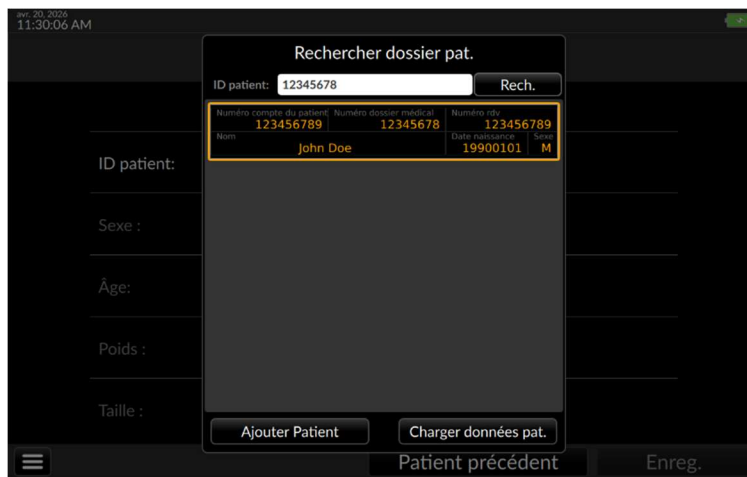 avr. 20, 2026
11:30:06 AM
Rechercher dossier pat.
ID patient: 12345678 Rech.
Numéro compte du patient Numéro dossier médical Numéro rdv
123456789 12345678 123456789
Nom Date naissance Sexe
John Doe 19900101 M
ID patient:
Sexe :
Âge:
Poids :
Taille :
Ajouter Patient Charger données pat.
Patient précédent Enreg.